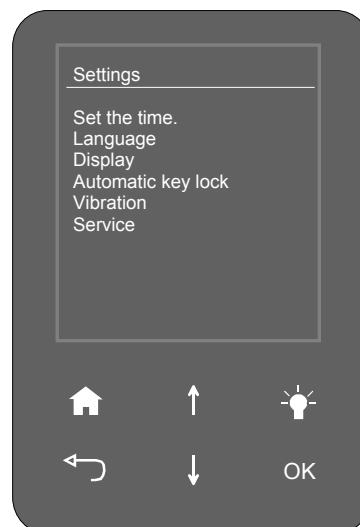 Settings
Set the time.
Language
Display
Automatic key lock
Vibration
Service
OK